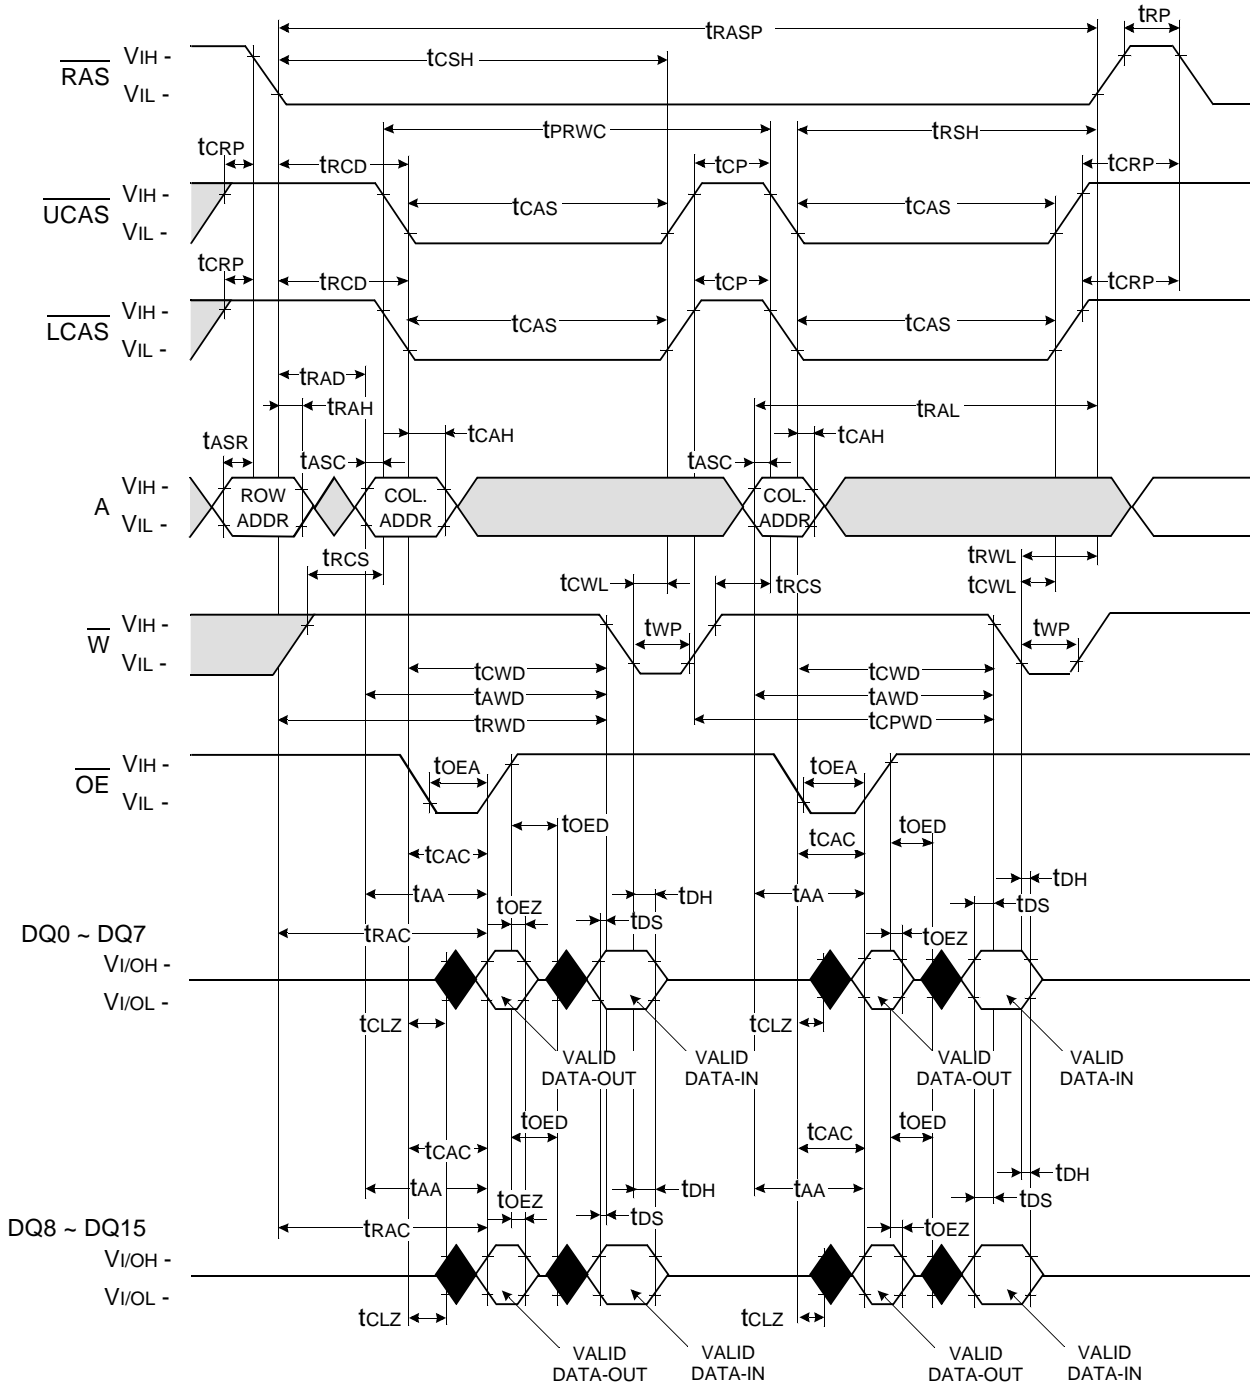 tRP
tRASP
tCSH
RAS
VIH -
VIL -
tPRWC
tRSH
tCRP
tRCD
tCP
tCRP
UCAS
VIH -
VIL -
tCAS
tCAS
tCRP
tRCD
tCP
tCRP
LCAS
VIH -
VIL -
tCAS
tCAS
tRAD
tRAH
tRAL
tASR
tASC
tCAH
tASC
tCAH
A
VIH -
VIL -
ROW ADDR
COL. ADDR
COL. ADDR
tRCS
tCWL
tRCS
tRWL
tCWL
W
VIH -
VIL -
tWP
tWP
tCWD
tCWD
tAWD
tAWD
tRWD
tCPWD
OE
VIH -
VIL -
tOEA
tOEA
tOED
tOED
tCAC
tCAC
tAA
tDH
tAA
tDH
tOEZ
tDS
tDS
tRAC
tOEZ
DQ0 ~ DQ7
VI/OH -
VI/OL -
tCLZ
tCLZ
VALID DATA-OUT
VALID DATA-IN
VALID DATA-OUT
VALID DATA-IN
tOED
tOED
tCAC
tCAC
tAA
tDH
tAA
tDH
tOEZ
tDS
tDS
tRAC
tOEZ
DQ8 ~ DQ15
VI/OH -
VI/OL -
tCLZ
tCLZ
VALID DATA-OUT
VALID DATA-IN
VALID DATA-OUT
VALID DATA-IN